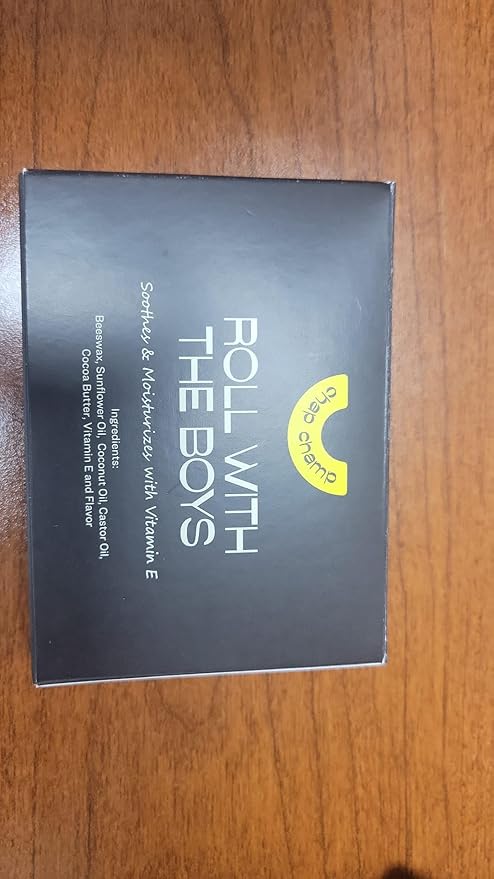 chap champ
ROLL WITH
THE BOYS
Soothes & Moisturizes with Vitamin E
Ingredients:
Beeswax, Sunflower Oil, Coconut Oil, Castor Oil,
Cocoa Butter, Vitamin E and Flavor